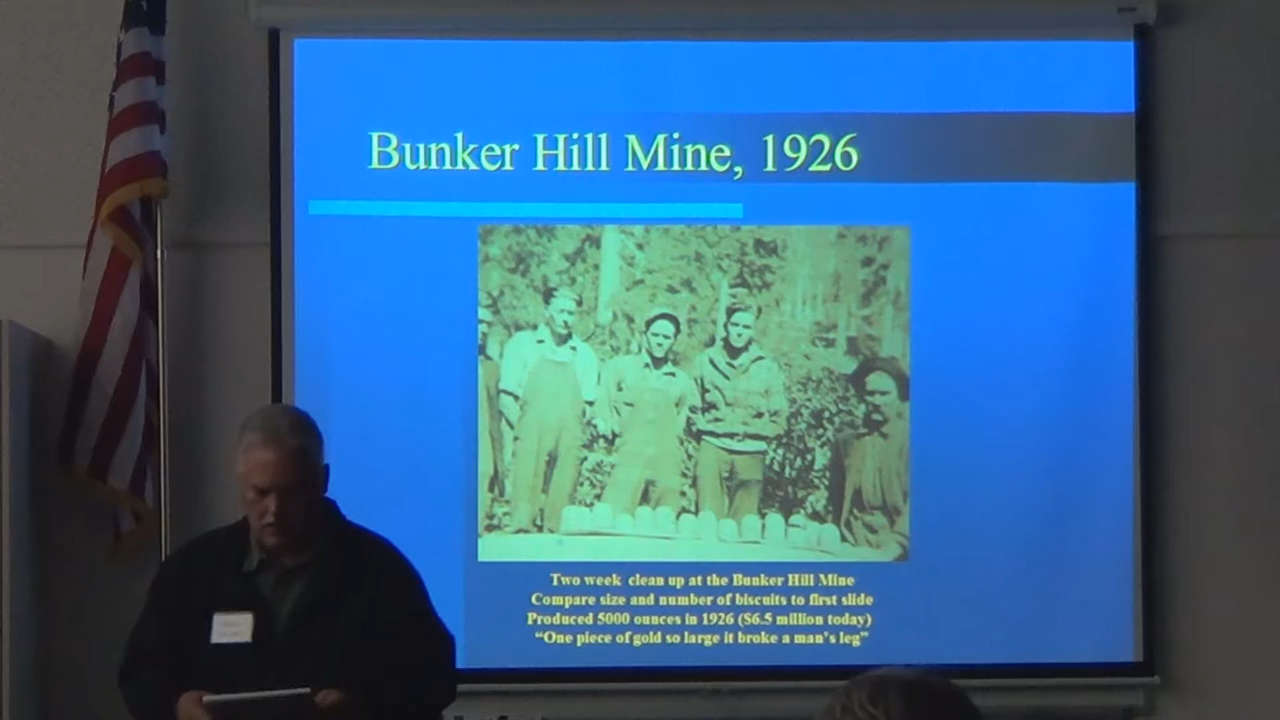 Bunker Hill Mine, 1926
Two week clean up at the Bunker Hill Mine
Compare size and number of biscuits to first slide
Produced 5000 ounces in 1926 ($6.5 million today)
“One piece of gold so large it broke a man’s leg”